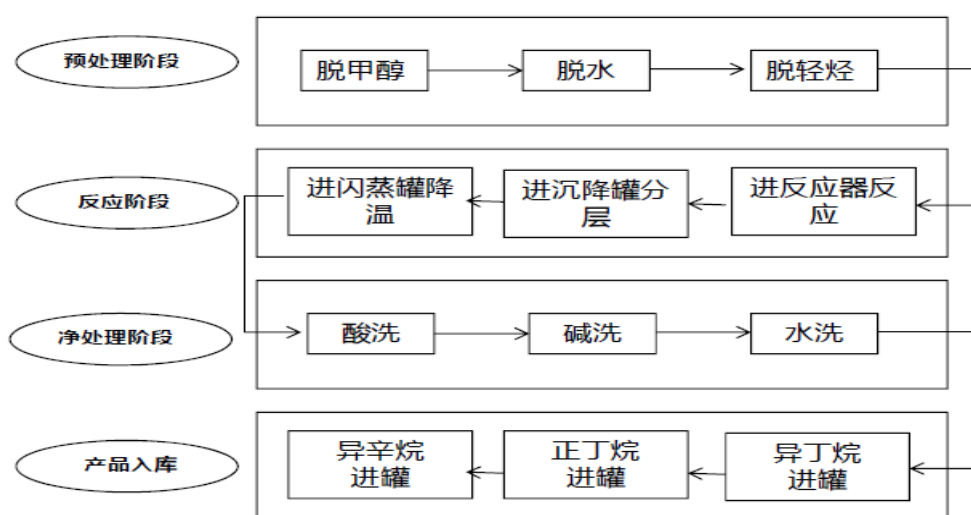 预处理阶段
脱甲醇
脱水
脱轻烃
反应阶段
进闪蒸罐降
温
进沉降罐分
层
进反应器反
应
净处理阶段
酸洗
碱洗
水洗
产品入库
异辛烷
进罐
正丁烷
进罐
异丁烷
进罐